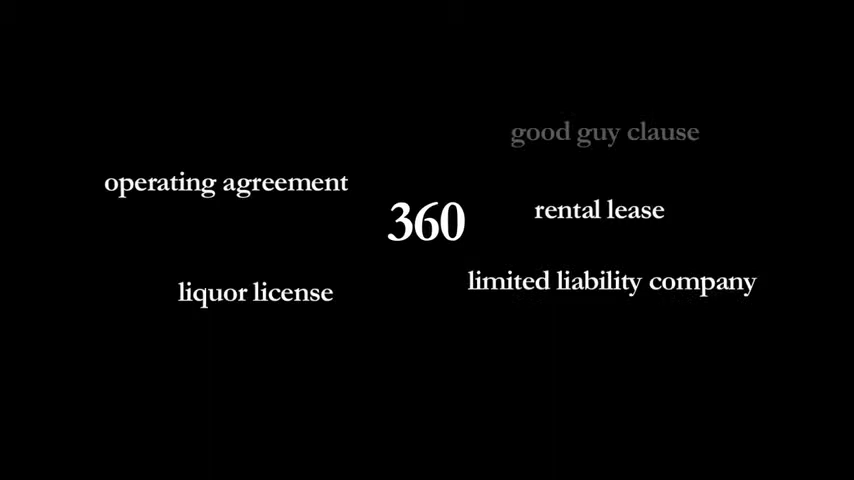 good guy clause
operating agreement
360
rental lease
liquor license
limited liability company